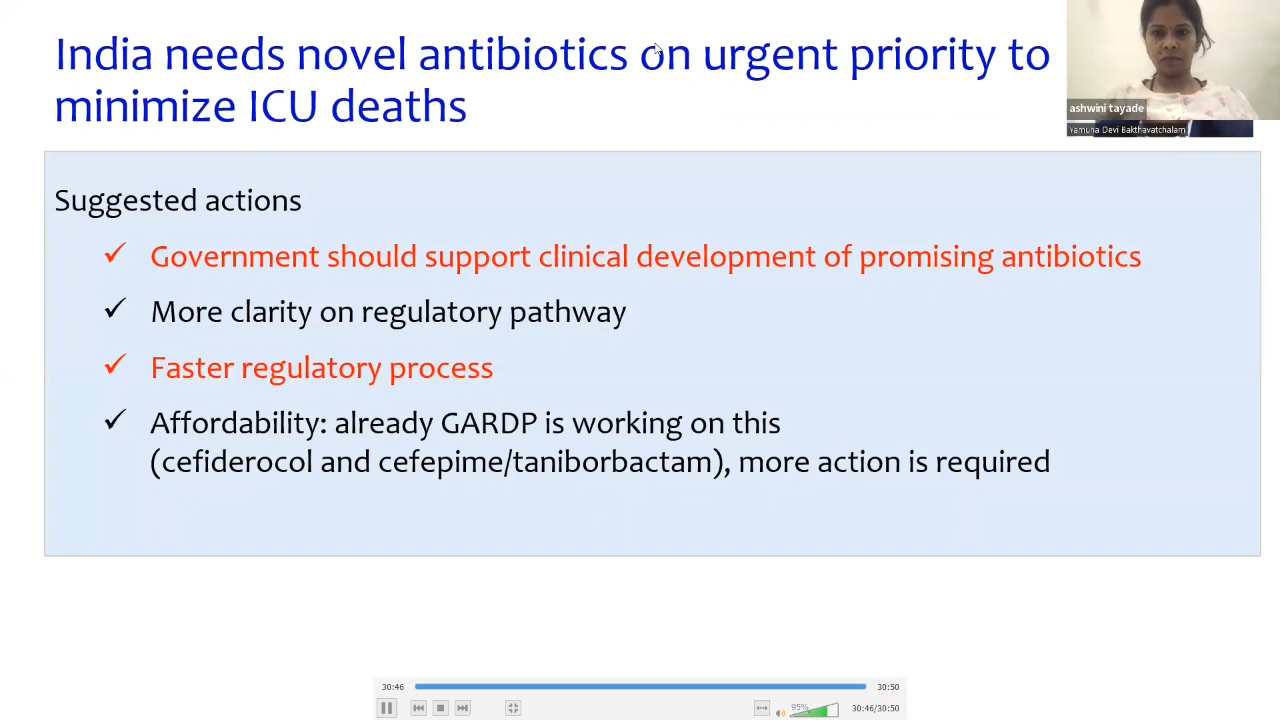 India needs novel antibiotics on urgent priority to
minimize ICU deaths
ashwini tayade
Yamuna Devi Bakthavatchalam
Suggested actions
✓ Government should support clinical development of promising antibiotics
✓ More clarity on regulatory pathway
✓ Faster regulatory process
✓ Affordability: already GARDP is working on this
(cefiderocol and cefepime/taniborbactam), more action is required
30:46
30:50
95%
30:46/30:50